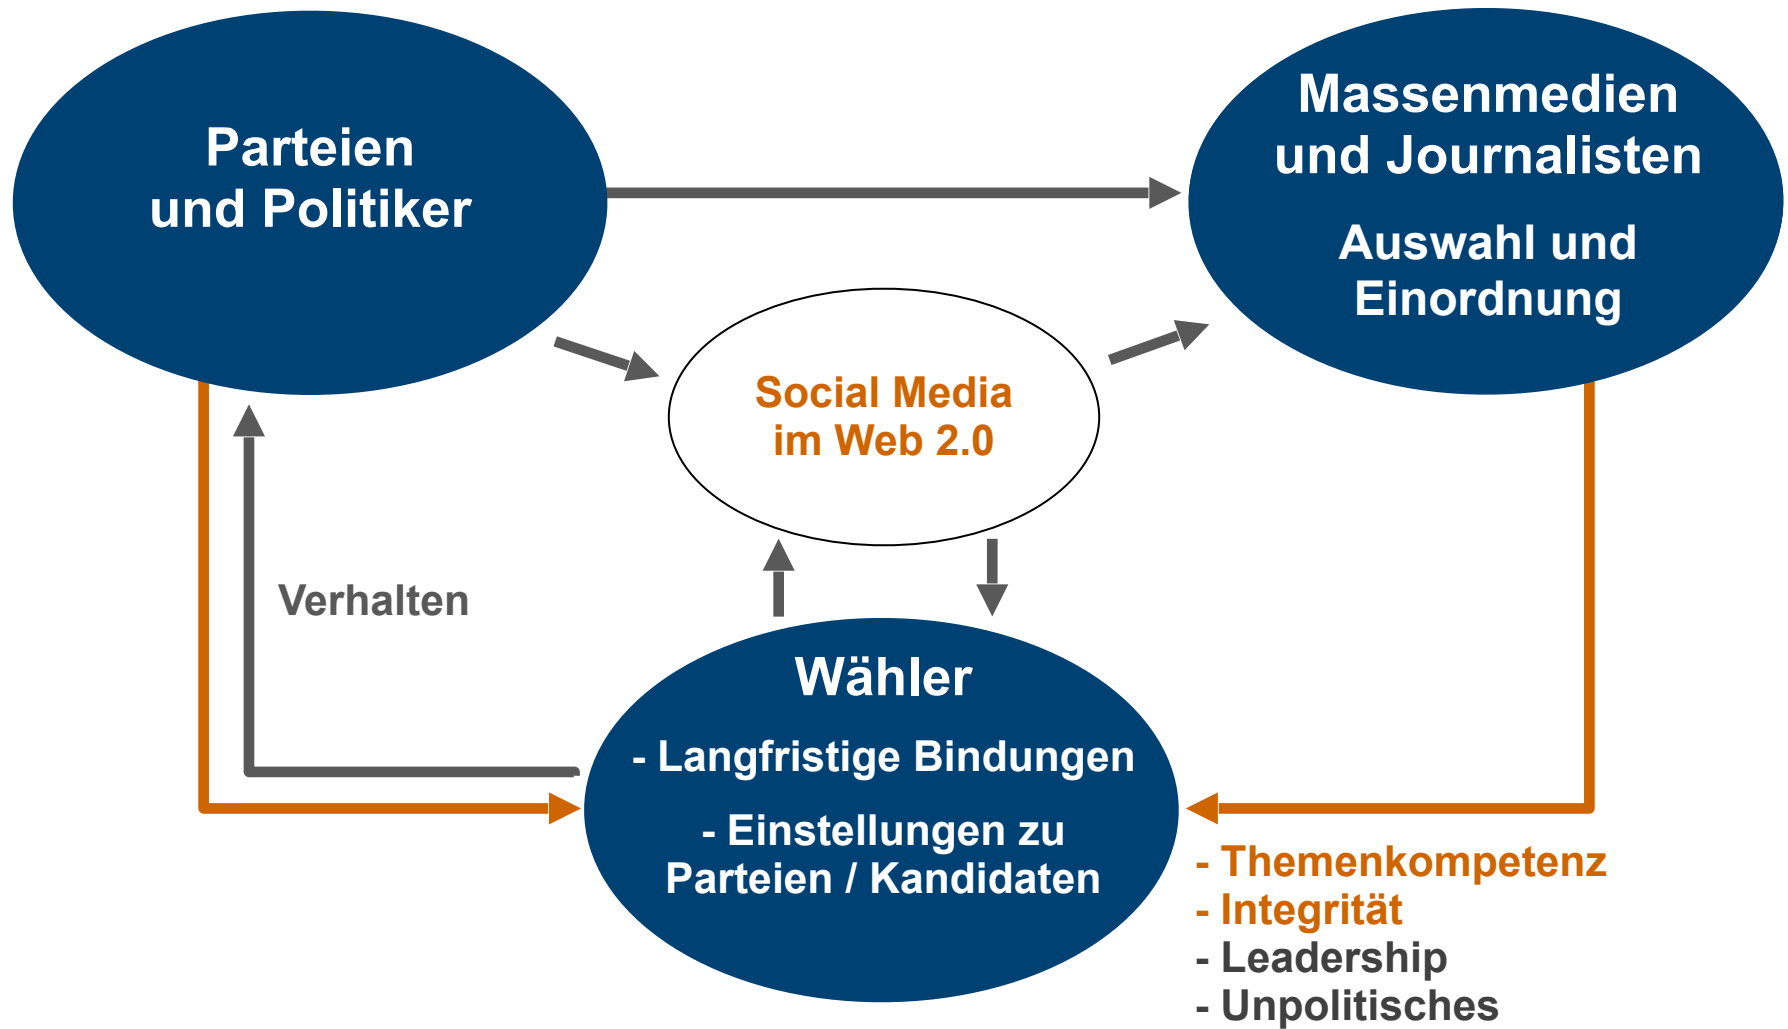 Parteien
und Politiker
Massenmedien
und Journalisten
Auswahl und
Einordnung
Social Media
im Web 2.0
Verhalten
Wähler
- Langfristige Bindungen
- Einstellungen zu
Parteien / Kandidaten
- Themenkompetenz
- Integrität
- Leadership
- Unpolitisches